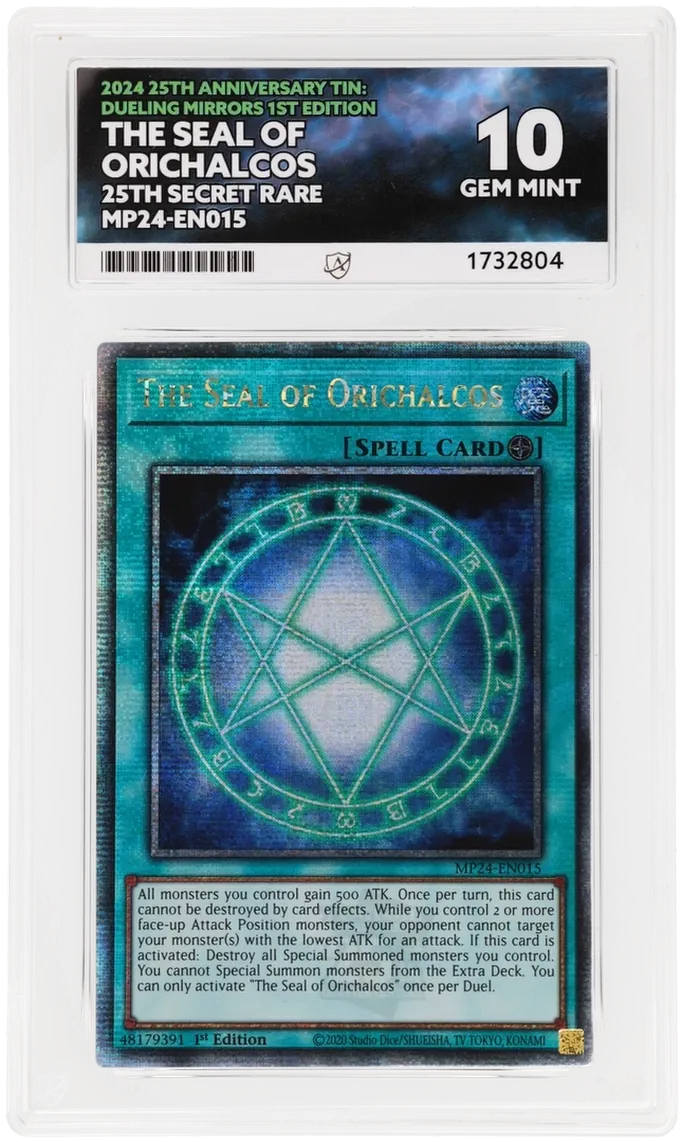 2024 25TH ANNIVERSARY TIN:
DUELING MIRRORS 1ST EDITION
THE SEAL OF
ORICHALCOS
25TH SECRET RARE
MP24-EN015
10
GEM MINT
A
1732804
THE SEAL OF ORICHALCOS
[SPELL CARD]
MP24-EN015
All monsters you control gain 500 ATK. Once per turn, this card
cannot be destroyed by card effects. While you control 2 or more
face-up Attack Position monsters, your opponent cannot target
your monster(s) with the lowest ATK for an attack. If this card is
activated: Destroy all Special Summoned monsters you control.
You cannot Special Summon monsters from the Extra Deck. You
can only activate "The Seal of Orichalcos" once per Duel.
48179391 1st Edition
©2020 Studio Dice/SHUEISHA, TV TOKYO, KONAMI